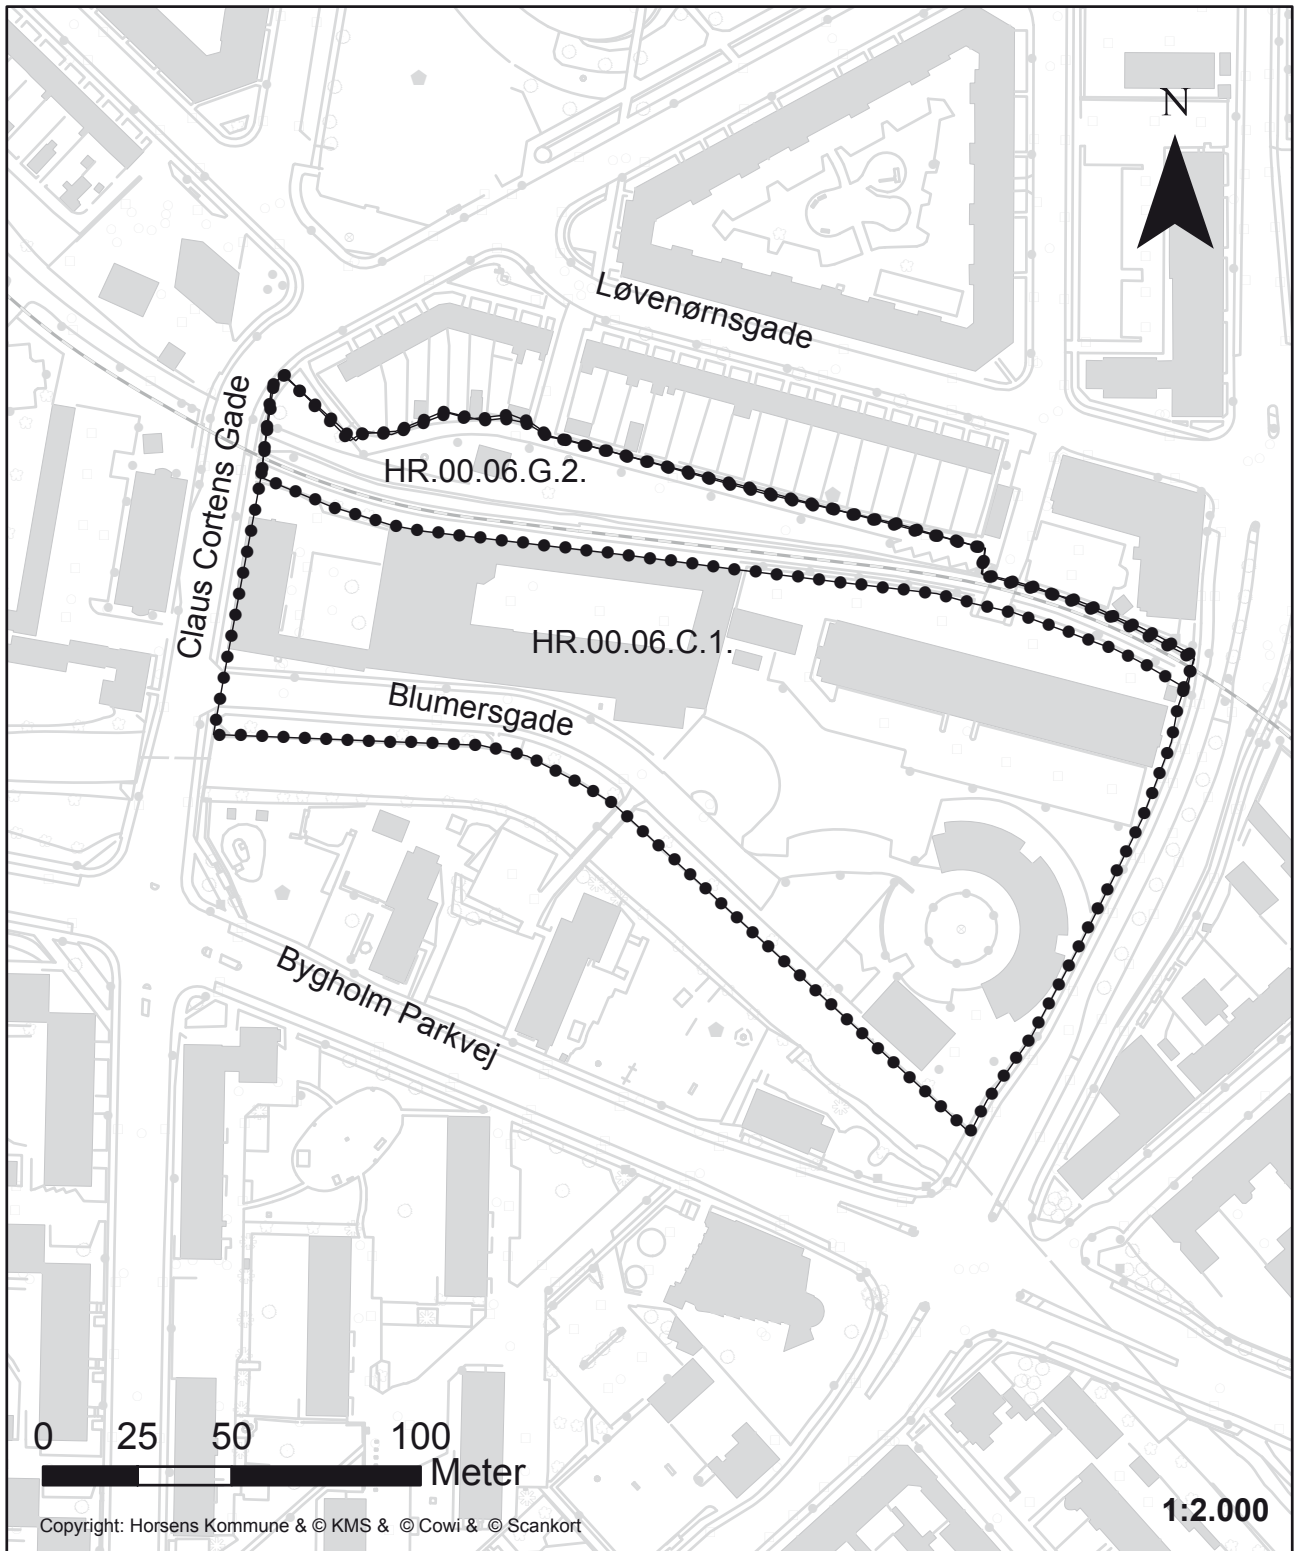 N
Løvenørnsgade
Claus Cortens Gade
HR.00.06.G.2.
HR.00.06.C.1.
Blumersgade
Bygholm Parkvej
0 25 50 100
Meter
Copyright: Horsens Kommune & © KMS & © Cowi & © Scankort
1:2.000